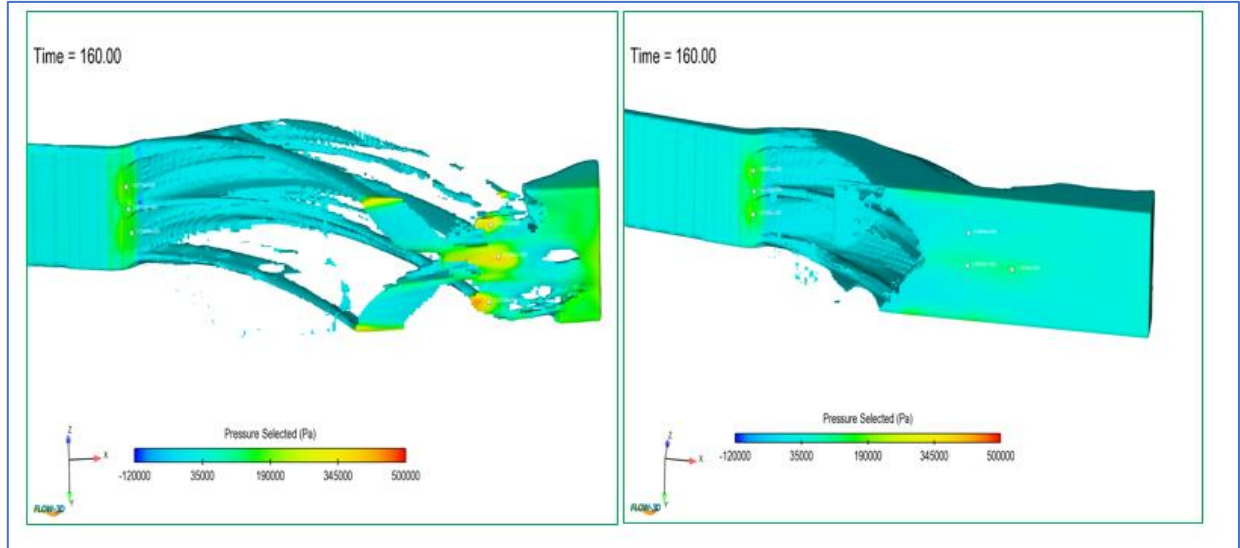 Time = 160.00
Z
X
Y
Pressure Selected (Pa)
-120000 35000 190000 345000 500000
FLOW-3D
Time = 160.00
Z
X
Y
Pressure Selected (Pa)
-120000 35000 190000 345000 500000
FLOW-3D